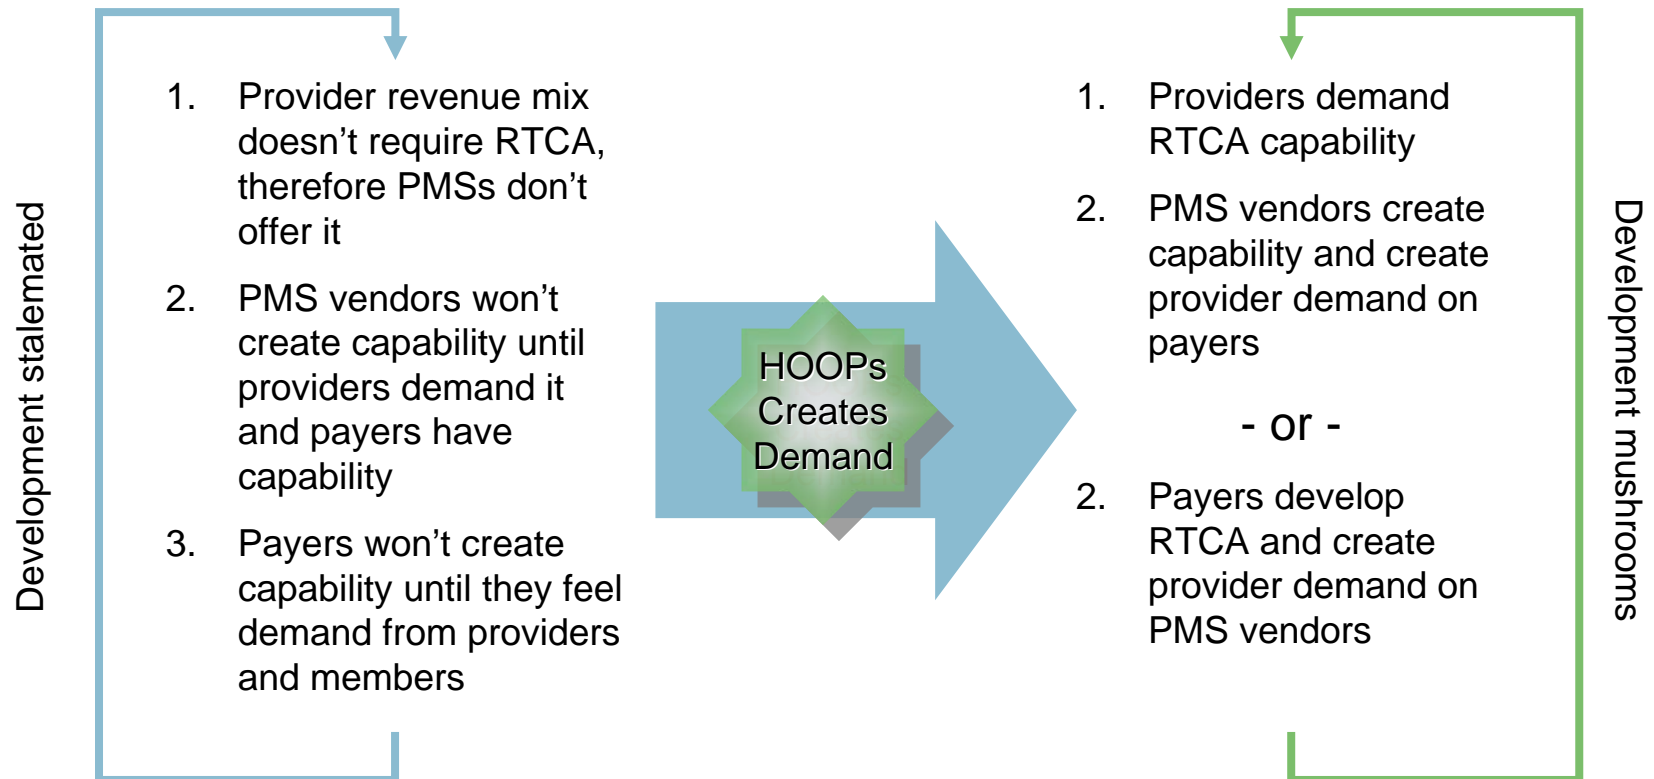 Development stalemated
1. Provider revenue mix
doesn’t require RTCA,
therefore PMSs don’t
offer it
2. PMS vendors won’t
create capability until
providers demand it
and payers have
capability
3. Payers won’t create
capability until they feel
demand from providers
and members
HOOPs
Creates
Demand
1. Providers demand
RTCA capability
2. PMS vendors create
capability and create
provider demand on
payers
- or -
2. Payers develop
RTCA and create
provider demand on
PMS vendors
Development mushrooms